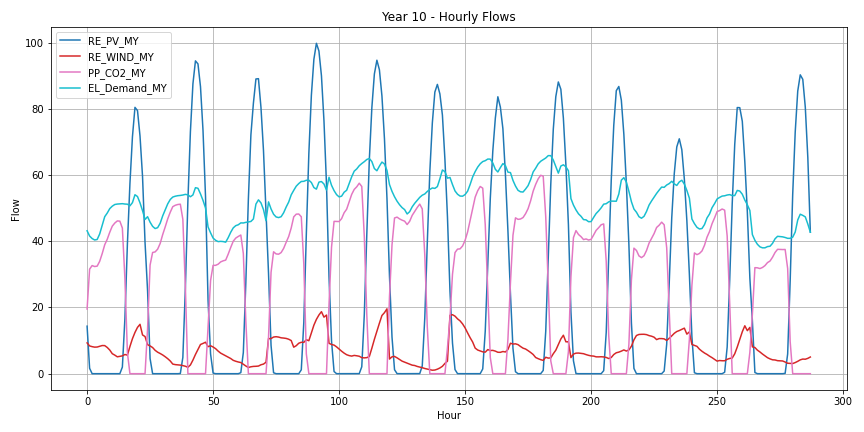 Year 10 - Hourly Flows
RE_PV_MY
RE_WIND_MY
PP_CO2_MY
EL_Demand_MY
Flow
100
80
60
40
20
0
0 50 100 150 200 250 300
Hour